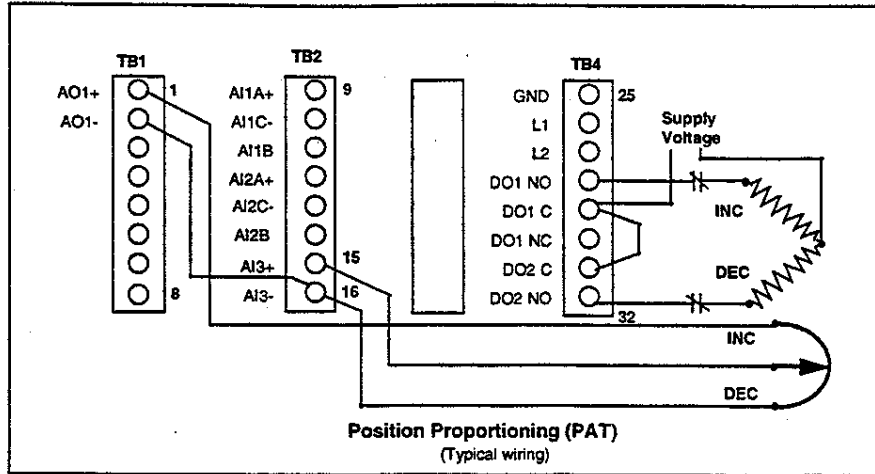 TB1
AO1+ 1
AO1-
8
TB2
AI1A+ 9
AI1C-
AI1B
AI2A+
AI2C-
AI2B
AI3+ 15
AI3- 16
TB4
GND 25
L1
L2
DO1 NO
DO1 C
DO1 NC
DO2 C
DO2 NO
32
Supply
Voltage
INC
DEC
INC
DEC
Position Proportioning (PAT)
(Typical wiring)